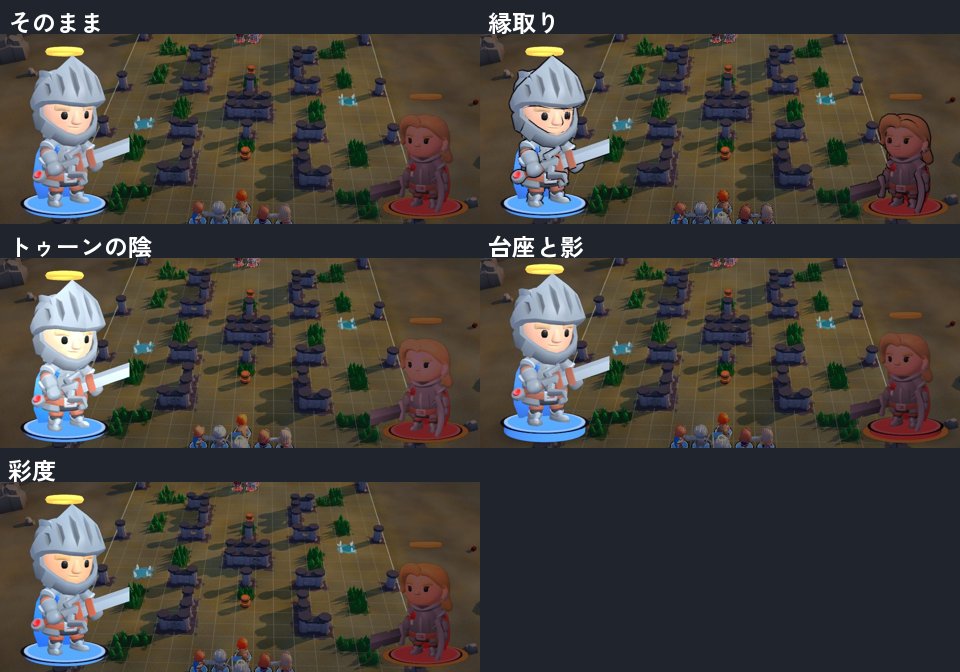 そのまま
縁取り
トゥーンの陰
台座と影
彩度